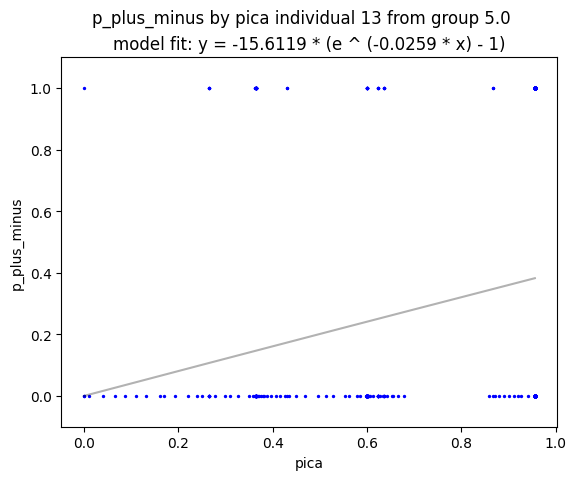 p_plus_minus by pica individual 13 from group 5.0
model fit: y = -15.6119 * (e ^ (-0.0259 * x) - 1)
1.0
0.8
0.6
0.4
0.2
0.0
p_plus_minus
0.0 0.2 0.4 0.6 0.8 1.0
pica